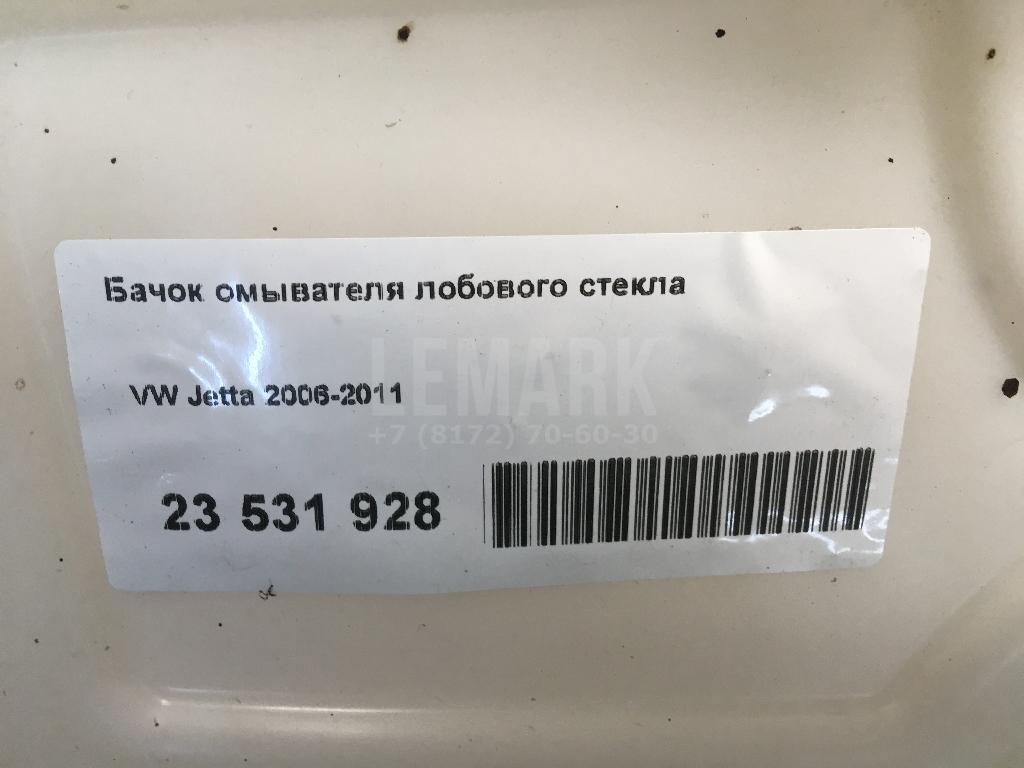 Бачок омывателя лобового стекла
VW Jetta 2006-2011
LEMARK
+7 (8172) 70-60-30
23 531 928